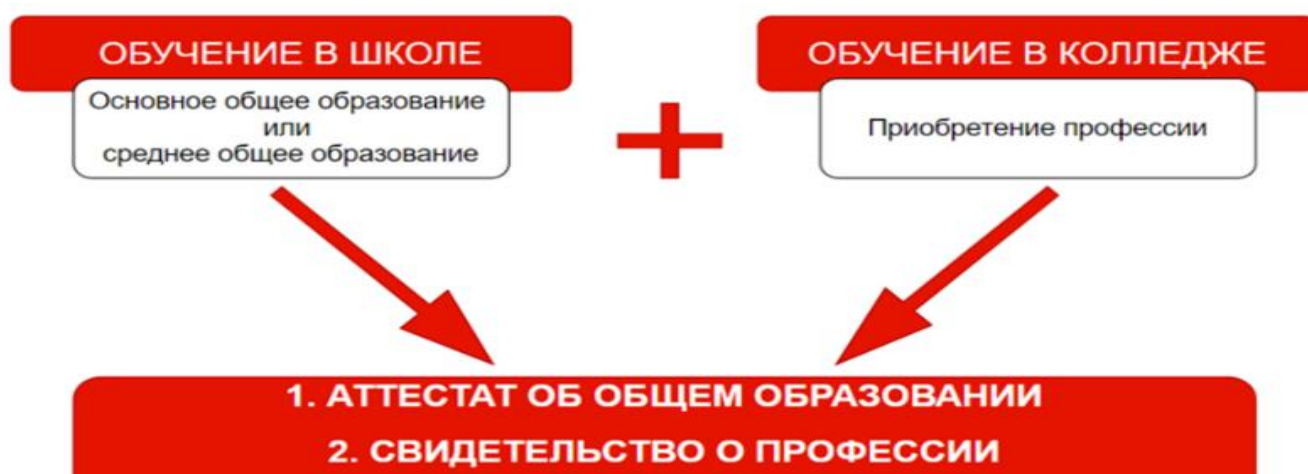 ОБУЧЕНИЕ В ШКОЛЕ
Основное общее образование
или
среднее общее образование
+
ОБУЧЕНИЕ В КОЛЛЕДЖЕ
Приобретение профессии
1. АТТЕСТАТ ОБ ОБЩЕМ ОБРАЗОВАНИИ
2. СВИДЕТЕЛЬСТВО О ПРОФЕССИИ